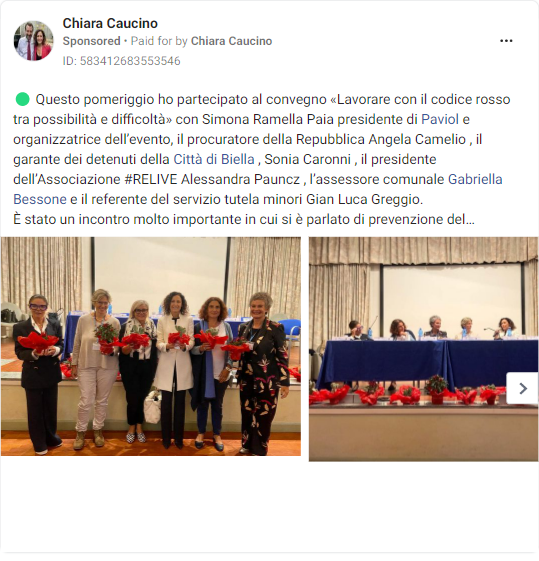 Chiara Caucino
Sponsored • Paid for by Chiara Caucino
ID: 583412683553546
Questo pomeriggio ho partecipato al convegno «Lavorare con il codice rosso
tra possibilità e difficoltà» con Simona Ramella Paia presidente di Paviol e
organizzatrice dell'evento, il procuratore della Repubblica Angela Camelio , il
garante dei detenuti della Città di Biella , Sonia Caronni , il presidente
dell'Associazione #RELIVE Alessandra Pauncz , l'assessore comunale Gabriella
Bessone e il referente del servizio tutela minori Gian Luca Greggio.
È stato un incontro molto importante in cui si è parlato di prevenzione del...